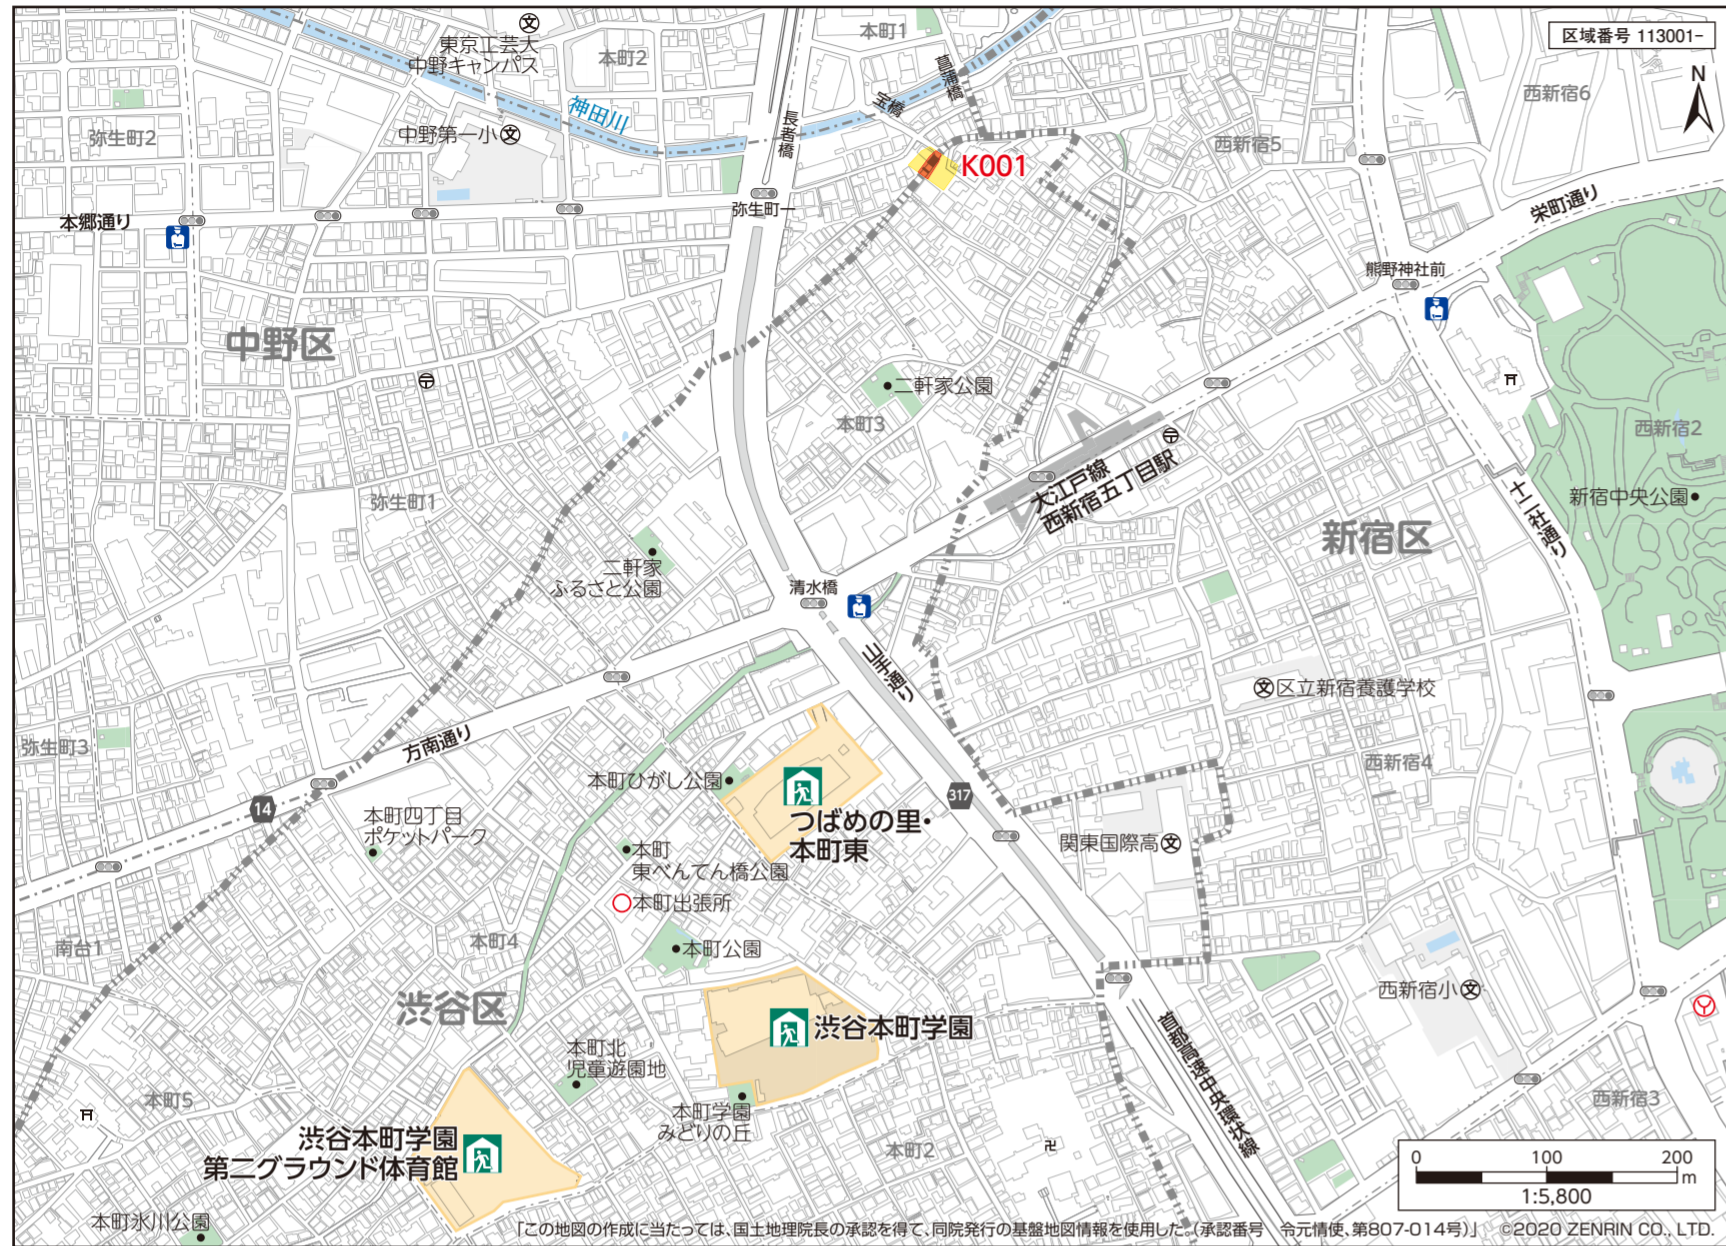 区域番号 113001-
N
東京工芸大
中野キャンパス
本町2
本町1
菖蒲橋
宝橋
神田川
長者橋
中野第一小
文
弥生町2
西新宿6
西新宿5
K001
弥生町一
本郷通り
栄町通り
熊野神社前
中野区
二軒家公園
本町3
西新宿2
大江戸線
西新宿五丁目駅
新宿中央公園
十二社通り
新宿区
弥生町1
二軒家
ふるさと公園
清水橋
山手通り
文
区立新宿養護学校
弥生町3
方南通り
西新宿4
本町ひがし公園
つばめの里・
本町東
317
14
本町四丁目
ポケットパーク
関東国際高
文
本町
東べんてん橋公園
本町出張所
本町4
南台1
本町公園
渋谷区
西新宿小
文
渋谷本町学園
首都高速中央環状線
本町北
児童遊園地
本町5
本町学園
みどりの丘
西新宿3
渋谷本町学園
第二グラウンド体育館
本町2
0 100 200
m
1:5,800
本町氷川公園
「この地図の作成に当たっては、国土地理院長の承認を得て、同院発行の基盤地図情報を使用した。(承認番号 令元情使、第807-014号)」 ©2020 ZENRIN CO., LTD.